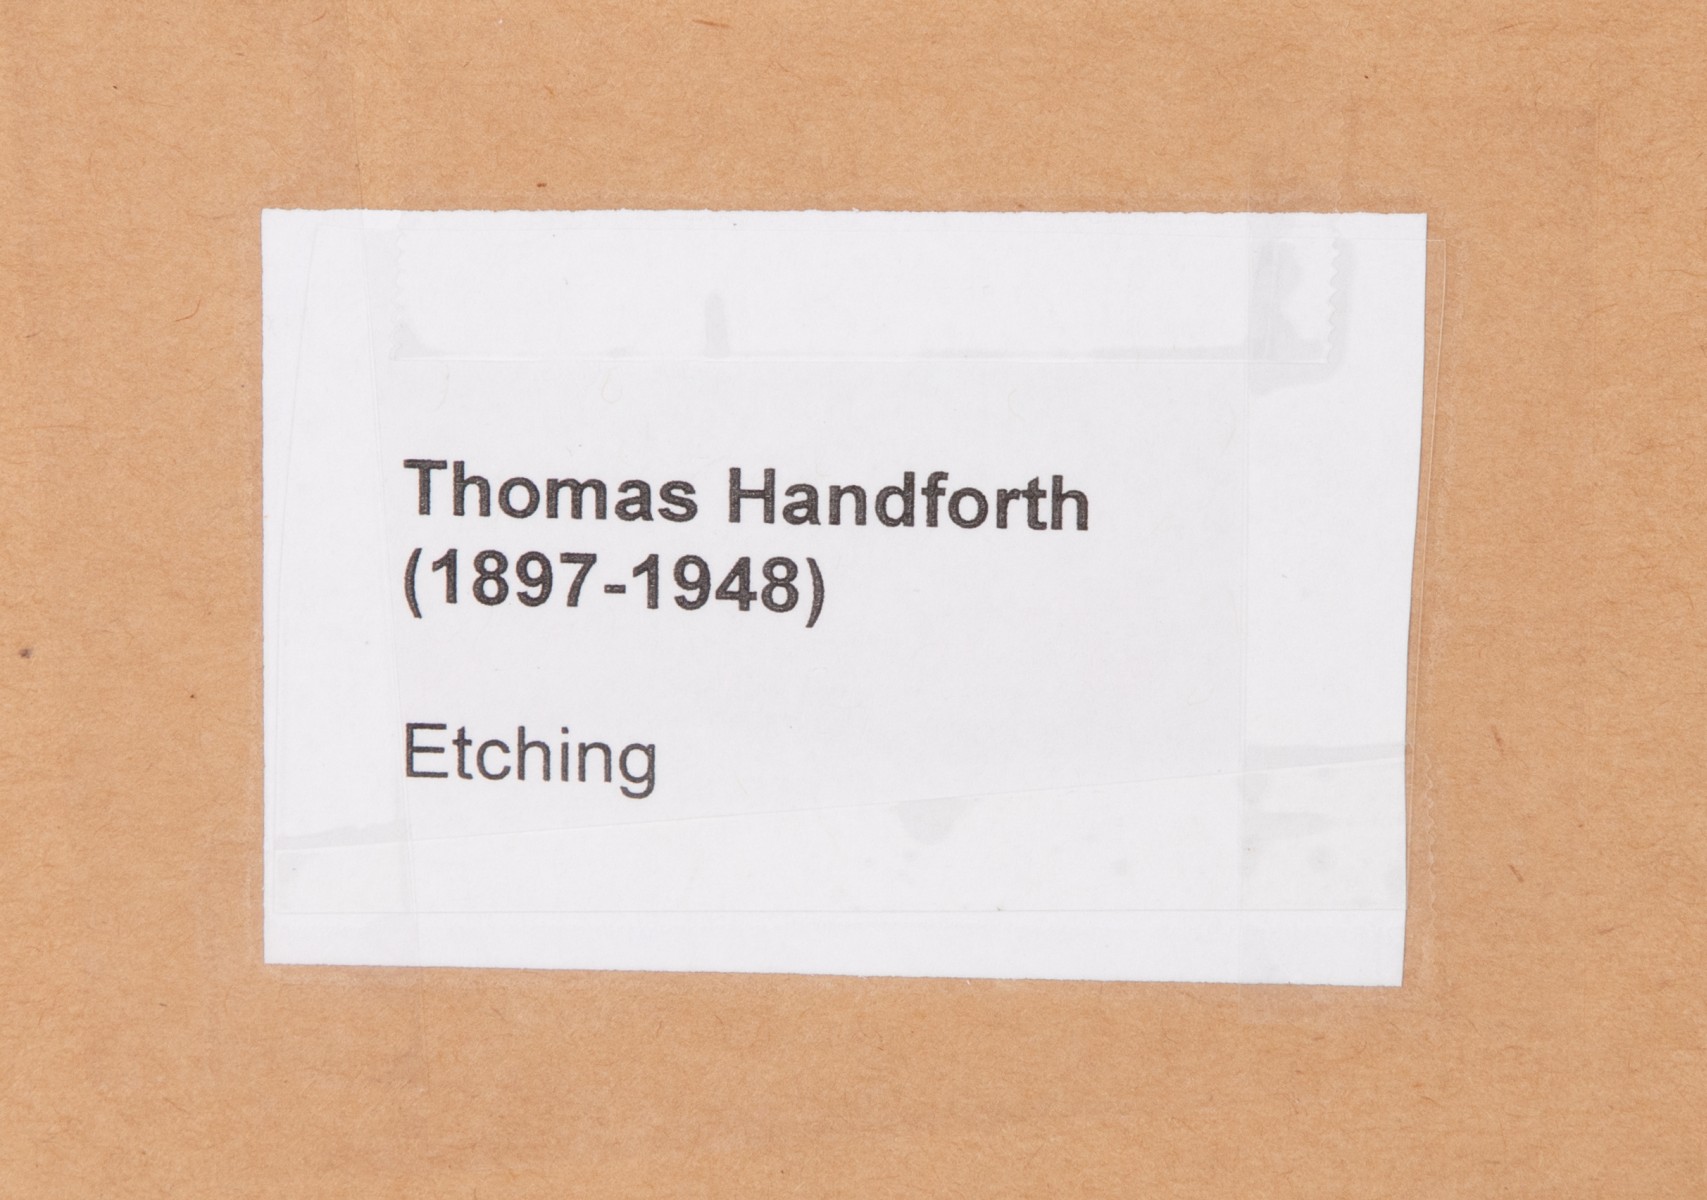 Thomas Handforth
(1897-1948)
Etching